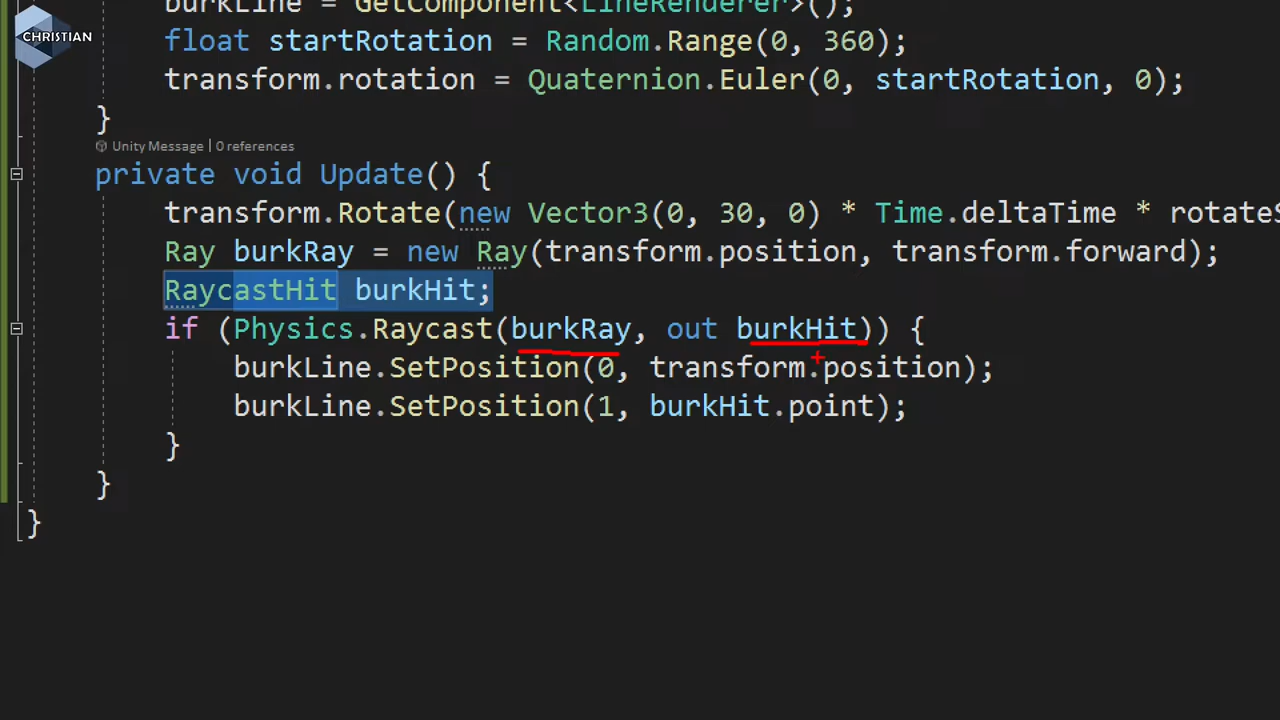 CHRISTIAN
burkLine = GetComponent<LineRenderer>();
float startRotation = Random.Range(0, 360);
transform.rotation = Quaternion.Euler(0, startRotation, 0);
}
Unity Message | 0 references
private void Update() {
transform.Rotate(new Vector3(0, 30, 0) * Time.deltaTime * rotateS
Ray burkRay = new Ray(transform.position, transform.forward);
RaycastHit burkHit;
if (Physics.Raycast(burkRay, out burkHit)) {
burkLine.SetPosition(0, transform.position);
burkLine.SetPosition(1, burkHit.point);
}
}
}